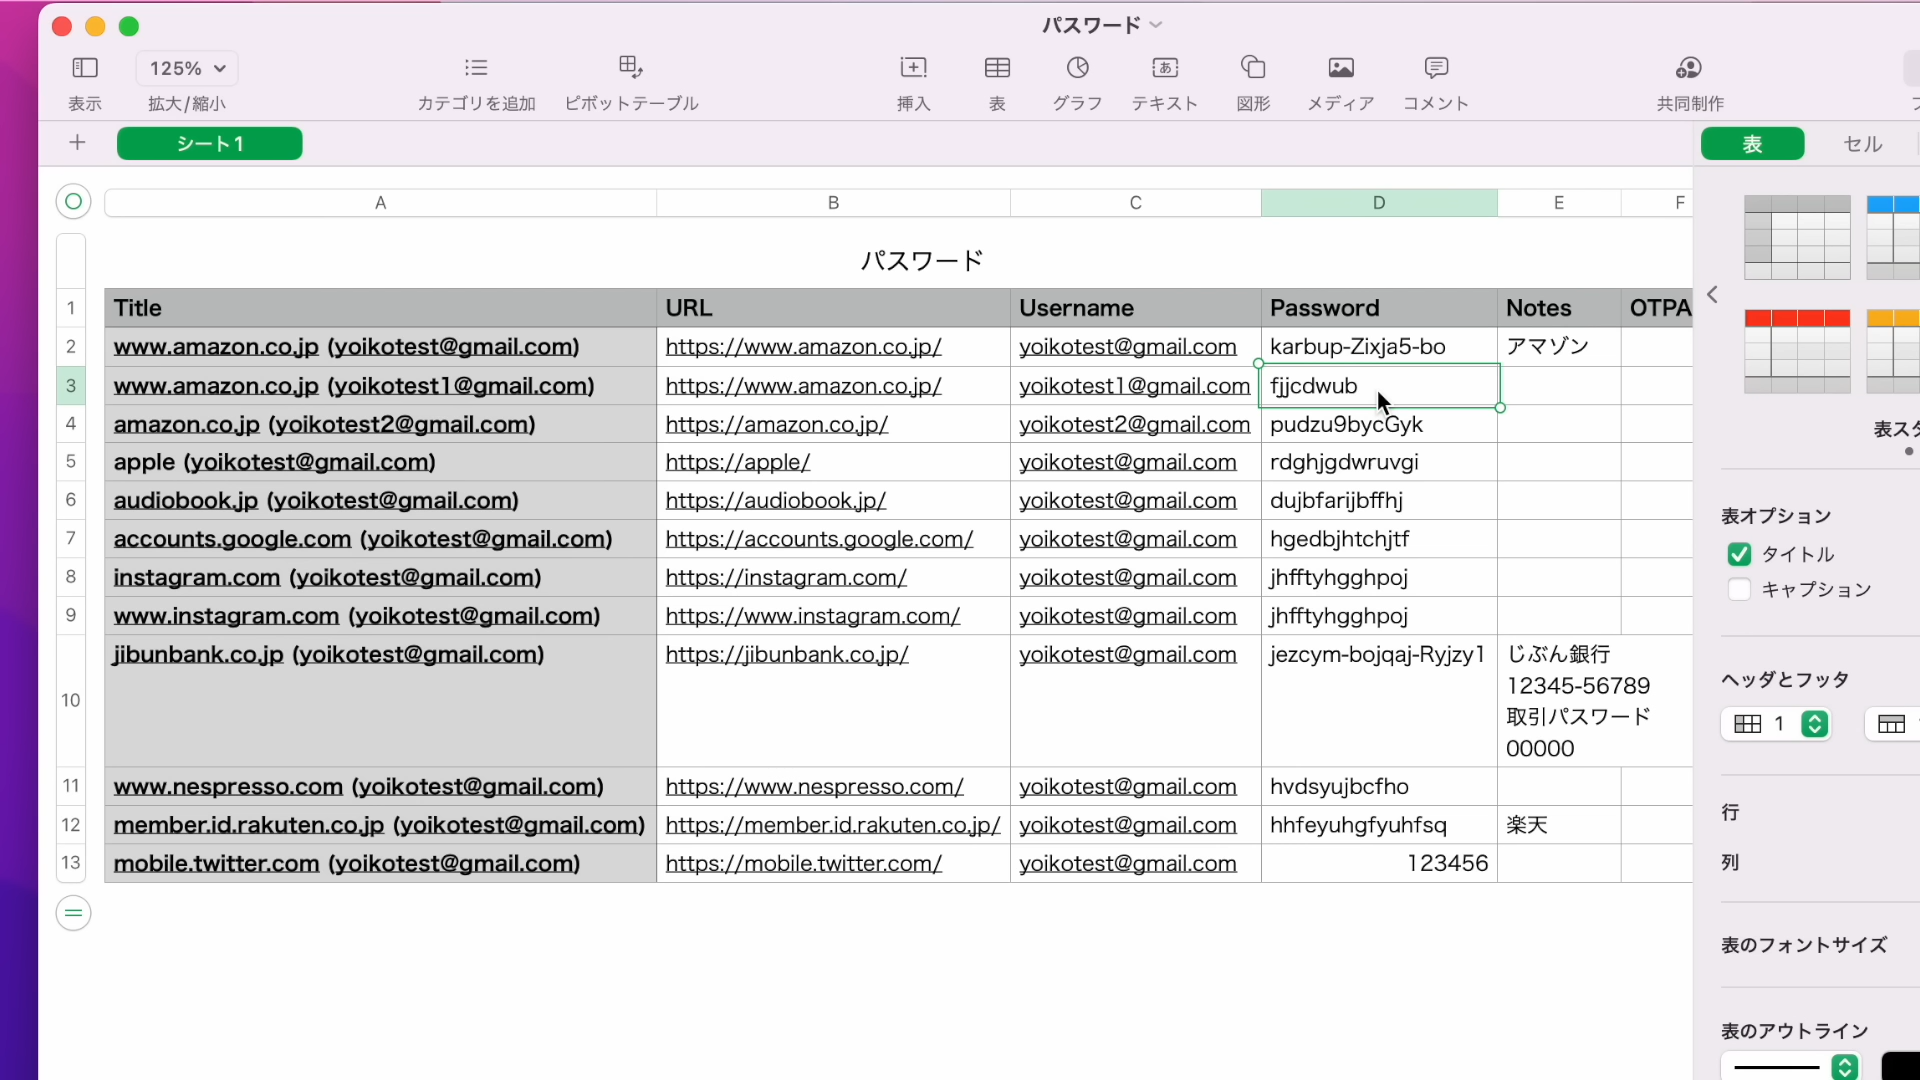 パスワード
125%
表示
拡大/縮小
カテゴリを追加
ピボットテーブル
挿入
表
グラフ
テキスト
図形
メディア
コメント
共同制作
シート1
表
セル
A B C D E F
パスワード
1 Title URL Username Password Notes OTPA
2 www.amazon.co.jp (yoikotest@gmail.com) https://www.amazon.co.jp/ yoikotest@gmail.com karbup-Zixja5-bo アマゾン
3 www.amazon.co.jp (yoikotest1@gmail.com) https://www.amazon.co.jp/ yoikotest1@gmail.com fjjcdwub
4 amazon.co.jp (yoikotest2@gmail.com) https://amazon.co.jp/ yoikotest2@gmail.com pudzu9bycGyk
5 apple (yoikotest@gmail.com) https://apple/ yoikotest@gmail.com rdghjgdwruvgi
6 audiobook.jp (yoikotest@gmail.com) https://audiobook.jp/ yoikotest@gmail.com dujbfarijbffhj
7 accounts.google.com (yoikotest@gmail.com) https://accounts.google.com/ yoikotest@gmail.com hgedbjhtchjtf
8 instagram.com (yoikotest@gmail.com) https://instagram.com/ yoikotest@gmail.com jhfftyhgghpoj
9 www.instagram.com (yoikotest@gmail.com) https://www.instagram.com/ yoikotest@gmail.com jhfftyhgghpoj
10 jibunbank.co.jp (yoikotest@gmail.com) https://jibunbank.co.jp/ yoikotest@gmail.com jezcym-bojqaj-Ryjzy1 じぶん銀行
12345-56789
取引パスワード
00000
11 www.nespresso.com (yoikotest@gmail.com) https://www.nespresso.com/ yoikotest@gmail.com hvdsyujbcfho
12 member.id.rakuten.co.jp (yoikotest@gmail.com) https://member.id.rakuten.co.jp/ yoikotest@gmail.com hhfeyuhgfyuhfsq 楽天
13 mobile.twitter.com (yoikotest@gmail.com) https://mobile.twitter.com/ yoikotest@gmail.com 123456
表ス
表オプション
タイトル
キャプション
ヘッダとフッタ
1
行
列
表のフォントサイズ
表のアウトライン